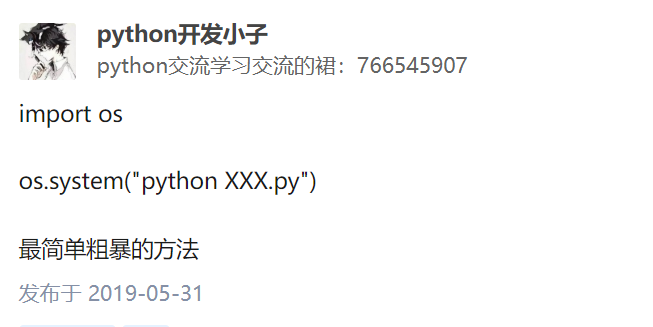 python开发小子
python交流学习交流的裙：766545907
import os
os.system("python XXX.py")
最简单粗暴的方法
发布于 2019-05-31